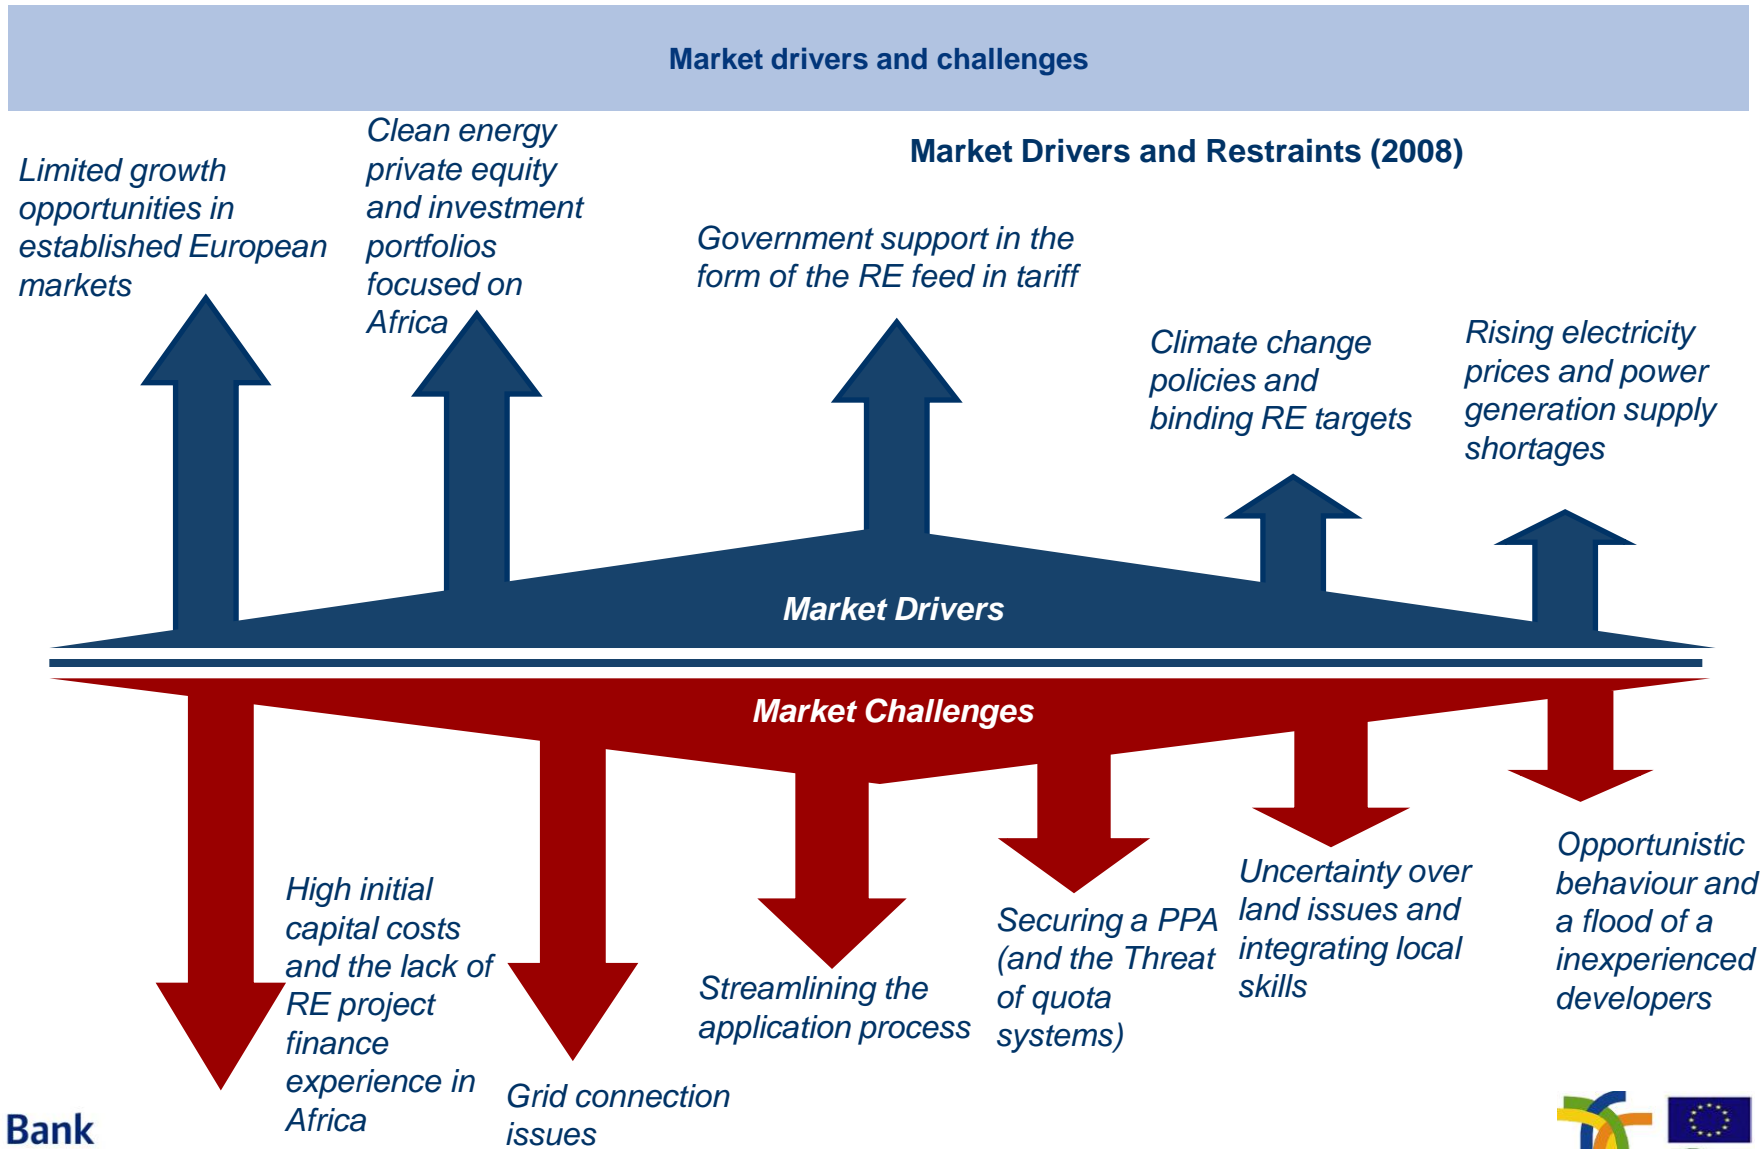 Market drivers and challenges
Market Drivers and Restraints (2008)
Limited growth
opportunities in
established European
markets
Clean energy
private equity
and investment
portfolios
focused on
Africa
Government support in the
form of the RE feed in tariff
Climate change
policies and
binding RE targets
Rising electricity
prices and power
generation supply
shortages
Market Drivers
Market Challenges
High initial
capital costs
and the lack of
RE project
finance
experience in
Africa
Grid connection
issues
Streamlining the
application process
Securing a PPA
(and the Threat
of quota
systems)
Uncertainty over
land issues and
integrating local
skills
Opportunistic
behaviour and
a flood of a
inexperienced
developers
Bank